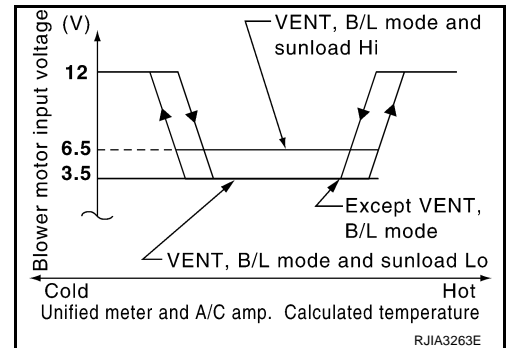 Blower motor input voltage
(V)
12
6.5
3.5
VENT, B/L mode and
sunload Hi
Except VENT,
B/L mode
VENT, B/L mode and sunload Lo
Cold
Hot
Unified meter and A/C amp. Calculated temperature
RJIA3263E